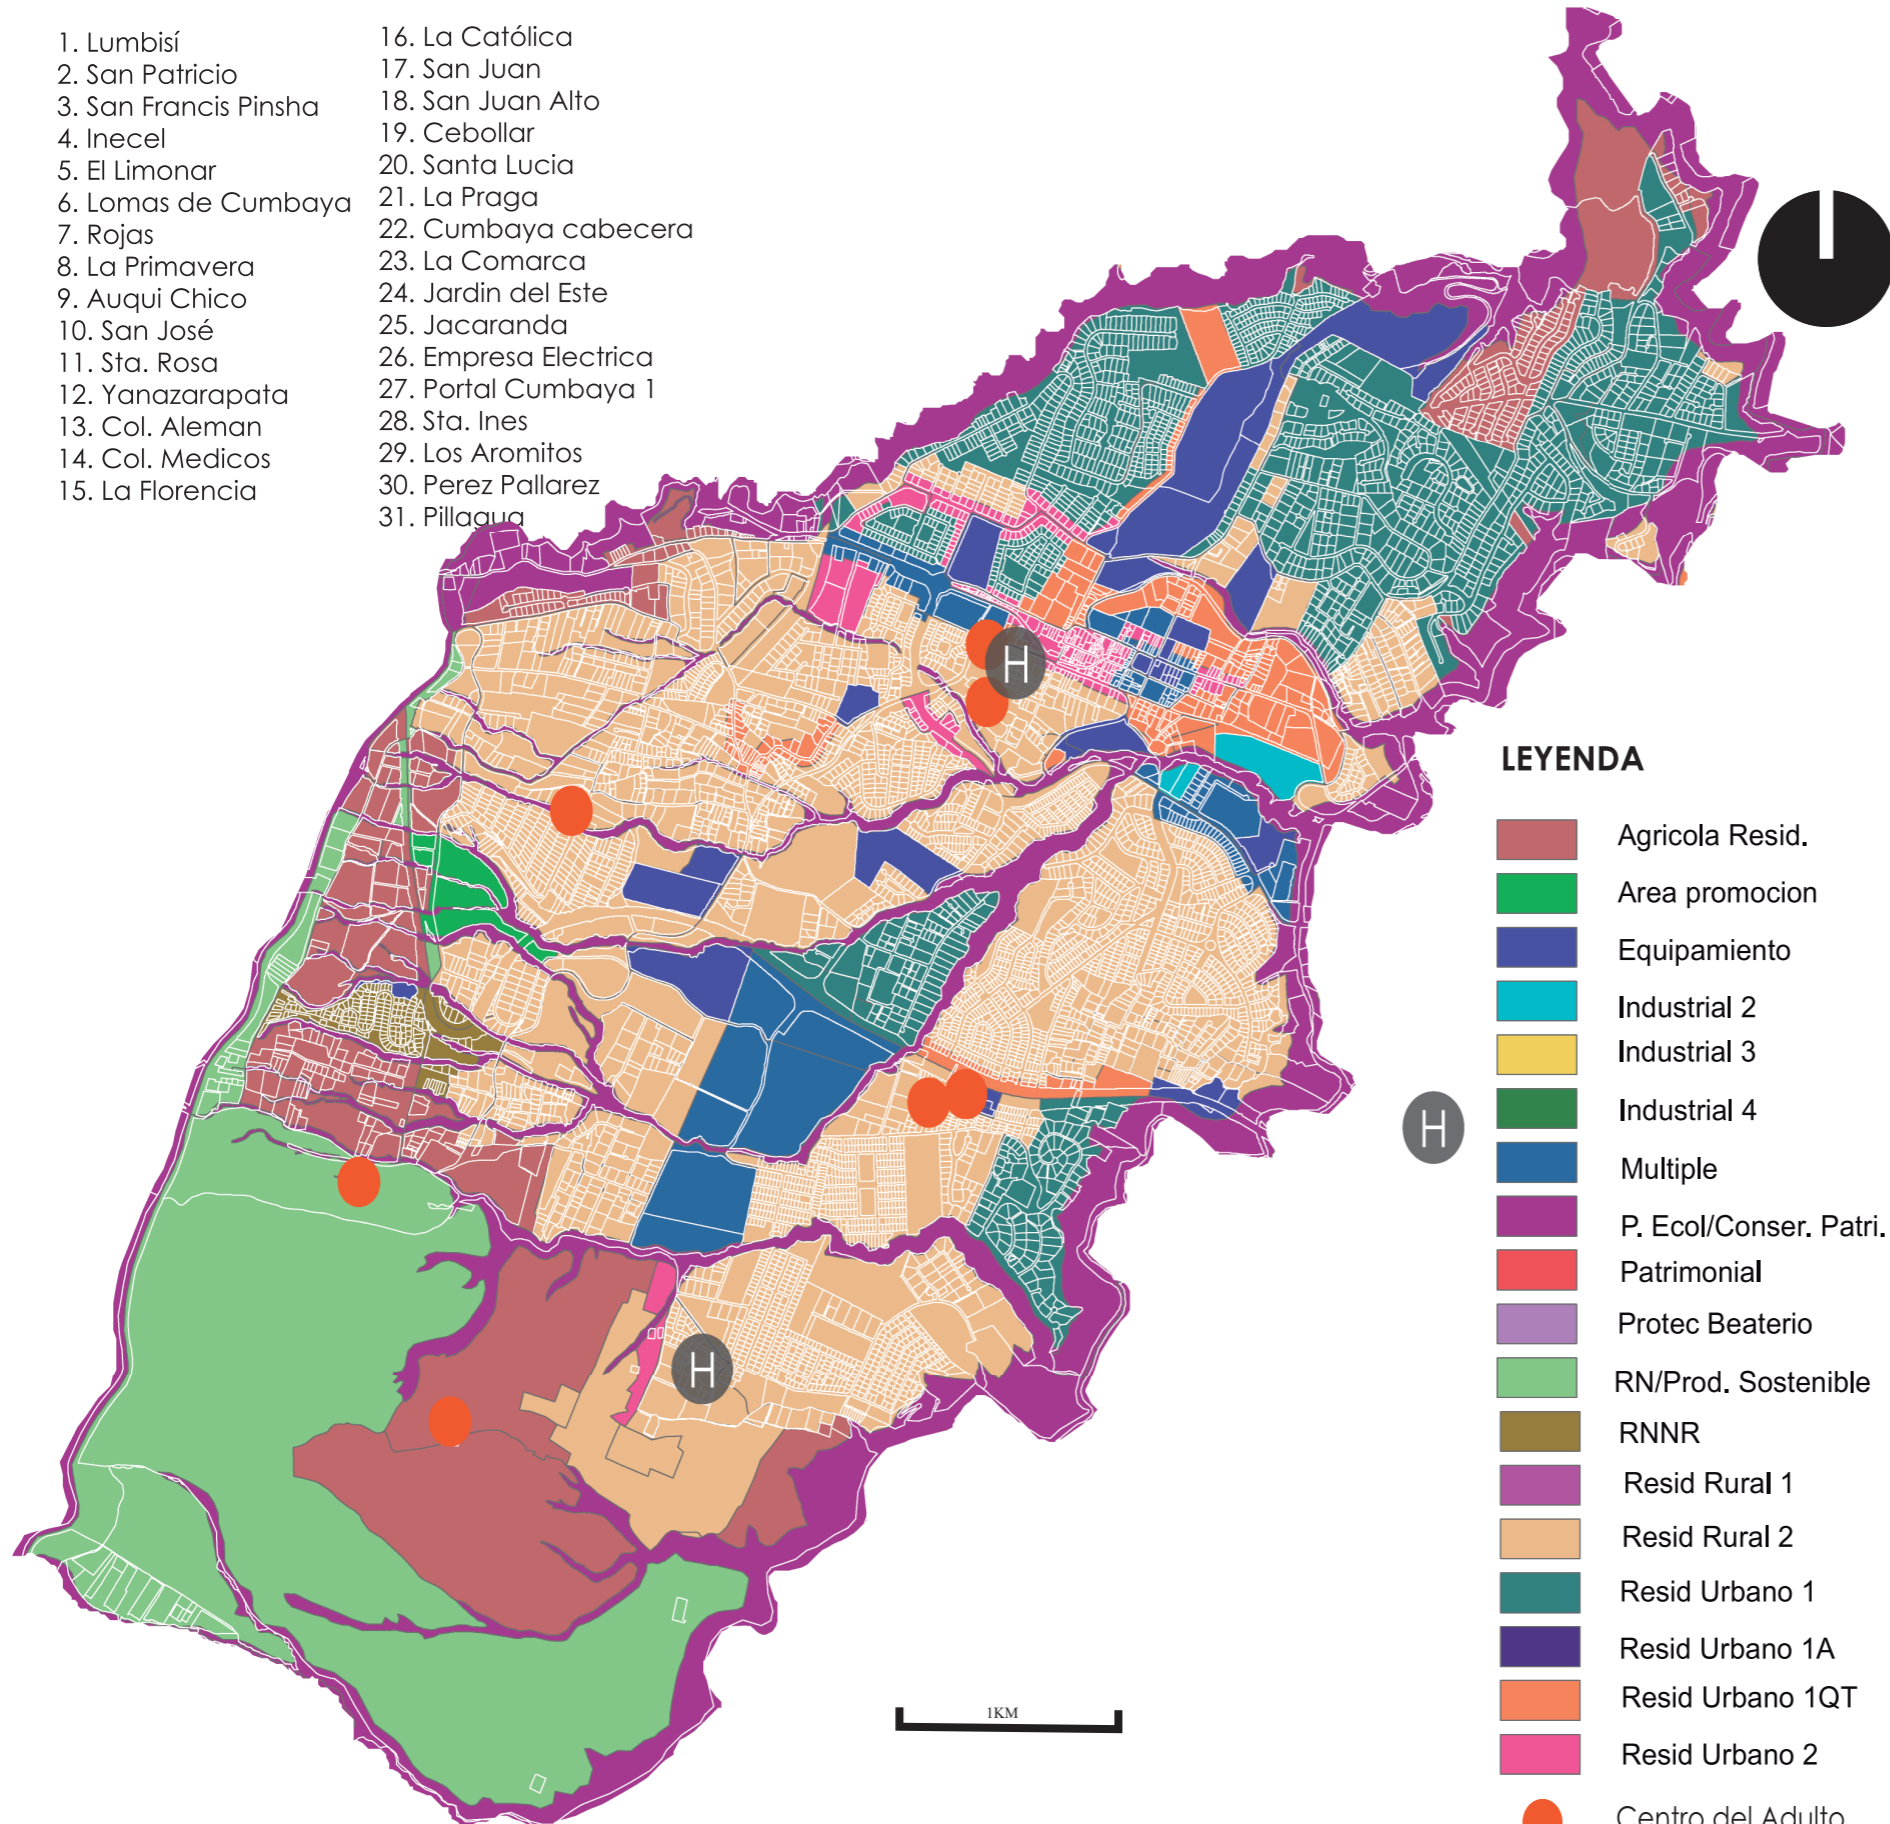 1. Lumbisí
2. San Patricio
3. San Francis Pinsha
4. Inecel
5. El Limonar
6. Lomas de Cumbaya
7. Rojas
8. La Primavera
9. Auqui Chico
10. San José
11. Sta. Rosa
12. Yanazarapata
13. Col. Aleman
14. Col. Medicos
15. La Florencia
16. La Católica
17. San Juan
18. San Juan Alto
19. Cebollar
20. Santa Lucia
21. La Praga
22. Cumbaya cabecera
23. La Comarca
24. Jardin del Este
25. Jacaranda
26. Empresa Electrica
27. Portal Cumbaya 1
28. Sta. Ines
29. Los Aromitos
30. Perez Pallarez
31. Pillagua
H
H
H
1KM
LEYENDA
Agricola Resid.
Area promocion
Equipamiento
Industrial 2
Industrial 3
Industrial 4
Multiple
P. Ecol/Conser. Patri.
Patrimonial
Protec Beaterio
RN/Prod. Sostenible
RNNR
Resid Rural 1
Resid Rural 2
Resid Urbano 1
Resid Urbano 1A
Resid Urbano 1QT
Resid Urbano 2
Centro del Adulto